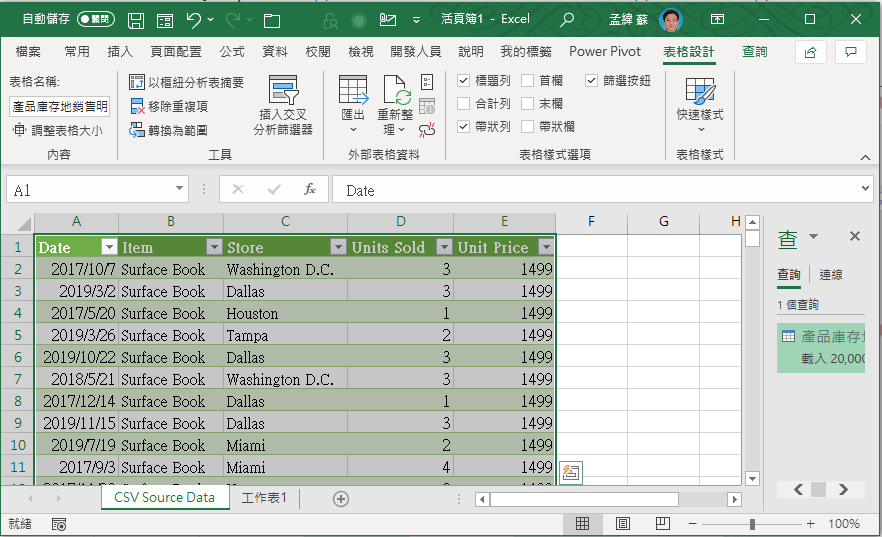 自動儲存 關閉 活頁簿1 - Excel 孟緯 蘇
檔案 常用 插入 頁面配置 公式 資料 校閱 檢視 開發人員 說明 我的標籤 Power Pivot 表格設計 查詢
表格名稱:
產品庫存地銷售明
調整表格大小
內容
以樞紐分析表摘要
移除重複項
轉換為範圍
插入交叉
分析篩選器
工具
匯出
重新整
理
外部表格資料
標題列 首欄 篩選按鈕
合計列 末欄
帶狀列 帶狀欄
表格樣式選項
快速樣式
表格樣式
A1 fx Date
A B C D E F G H
1 Date Item Store Units Sold Unit Price
2 2017/10/7 Surface Book Washington D.C. 3 1499
3 2019/3/2 Surface Book Dallas 3 1499
4 2017/5/20 Surface Book Houston 1 1499
5 2019/3/26 Surface Book Tampa 2 1499
6 2019/10/22 Surface Book Dallas 3 1499
7 2018/5/21 Surface Book Washington D.C. 3 1499
8 2017/12/14 Surface Book Dallas 1 1499
9 2019/11/15 Surface Book Dallas 3 1499
10 2019/7/19 Surface Book Miami 2 1499
11 2017/9/3 Surface Book Miami 4 1499
查
查詢 連線
1 個查詢
產品庫存地
載入 20,000
CSV Source Data 工作表1
就緒 100%